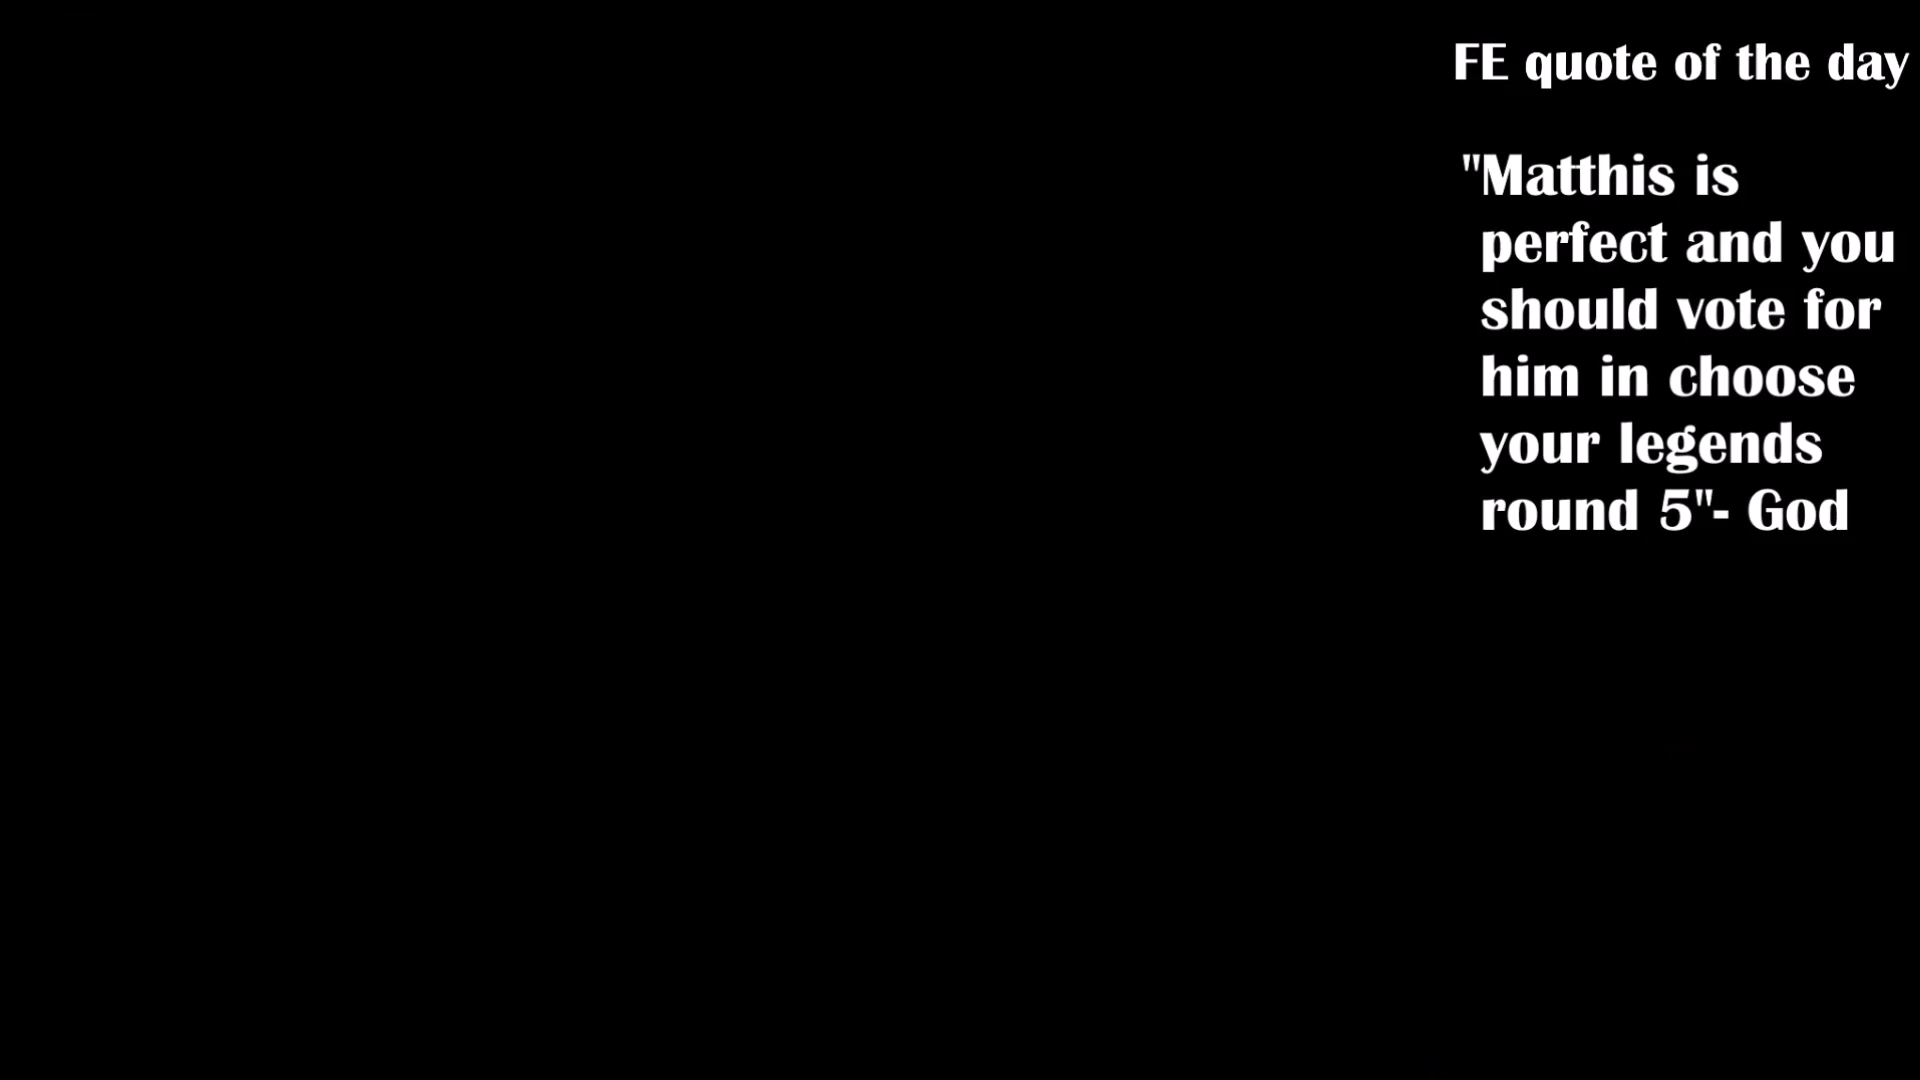 FE quote of the day
"Matthis is
perfect and you
should vote for
him in choose
your legends
round 5"- God